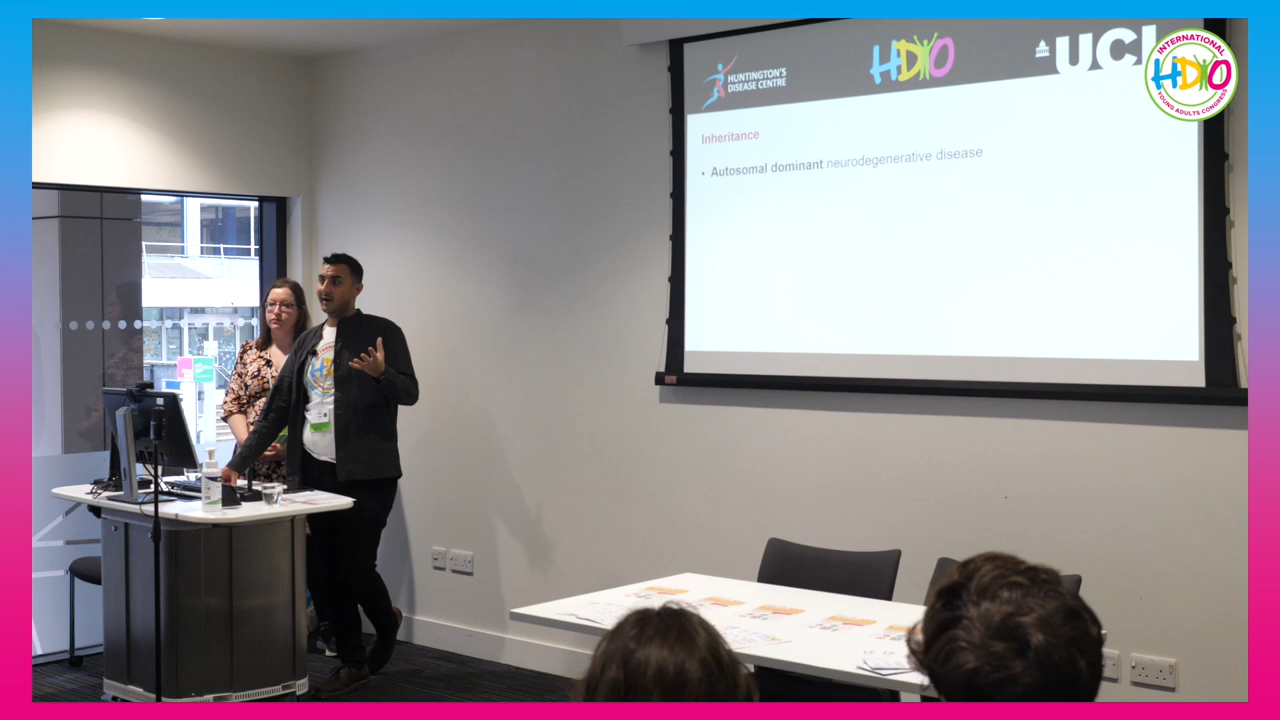 HUNTINGTON'S
DISEASE CENTRE
HDYO
UCL
INTERNATIONAL
HDYO
YOUNG ADULTS CONGRESS
Inheritance
• Autosomal dominant neurodegenerative disease